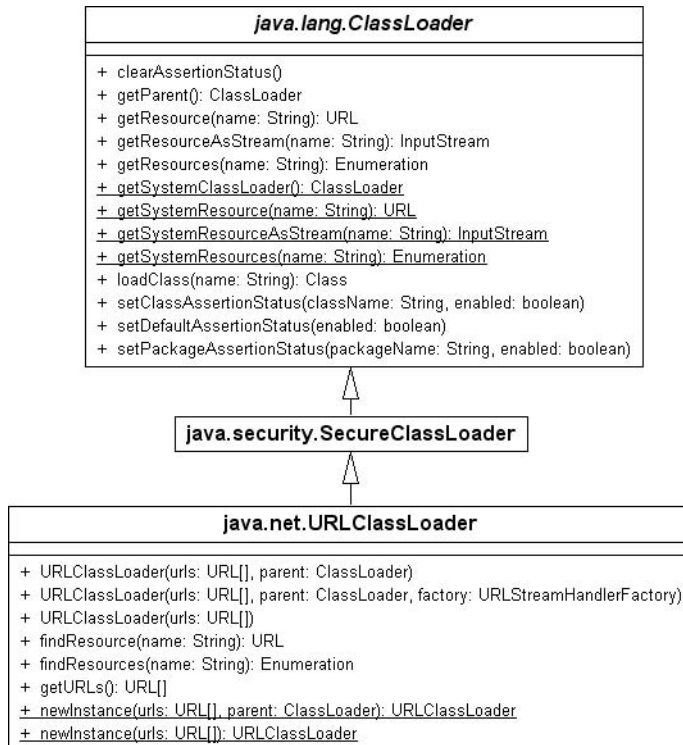 java.lang.ClassLoader
+ clearAssertionStatus()
+ getParent(): ClassLoader
+ getResource(name: String): URL
+ getResourceAsStream(name: String): InputStream
+ getResources(name: String): Enumeration
+ getSystemClassLoader(): ClassLoader
+ getSystemResource(name: String): URL
+ getSystemResourceAsStream(name: String): InputStream
+ getSystemResources(name: String): Enumeration
+ loadClass(name: String): Class
+ setClassAssertionStatus(className: String, enabled: boolean)
+ setDefaultAssertionStatus(enabled: boolean)
+ setPackageAssertionStatus(packageName: String, enabled: boolean)
java.security.SecureClassLoader
java.net.URLClassLoader
+ URLClassLoader(urls: URL[], parent: ClassLoader)
+ URLClassLoader(urls: URL[], parent: ClassLoader, factory: URLStreamHandlerFactory)
+ URLClassLoader(urls: URL[])
+ findResource(name: String): URL
+ findResources(name: String): Enumeration
+ getURLs(): URL[]
+ newInstance(urls: URL[], parent: ClassLoader): URLClassLoader
+ newInstance(urls: URL[]): URLClassLoader